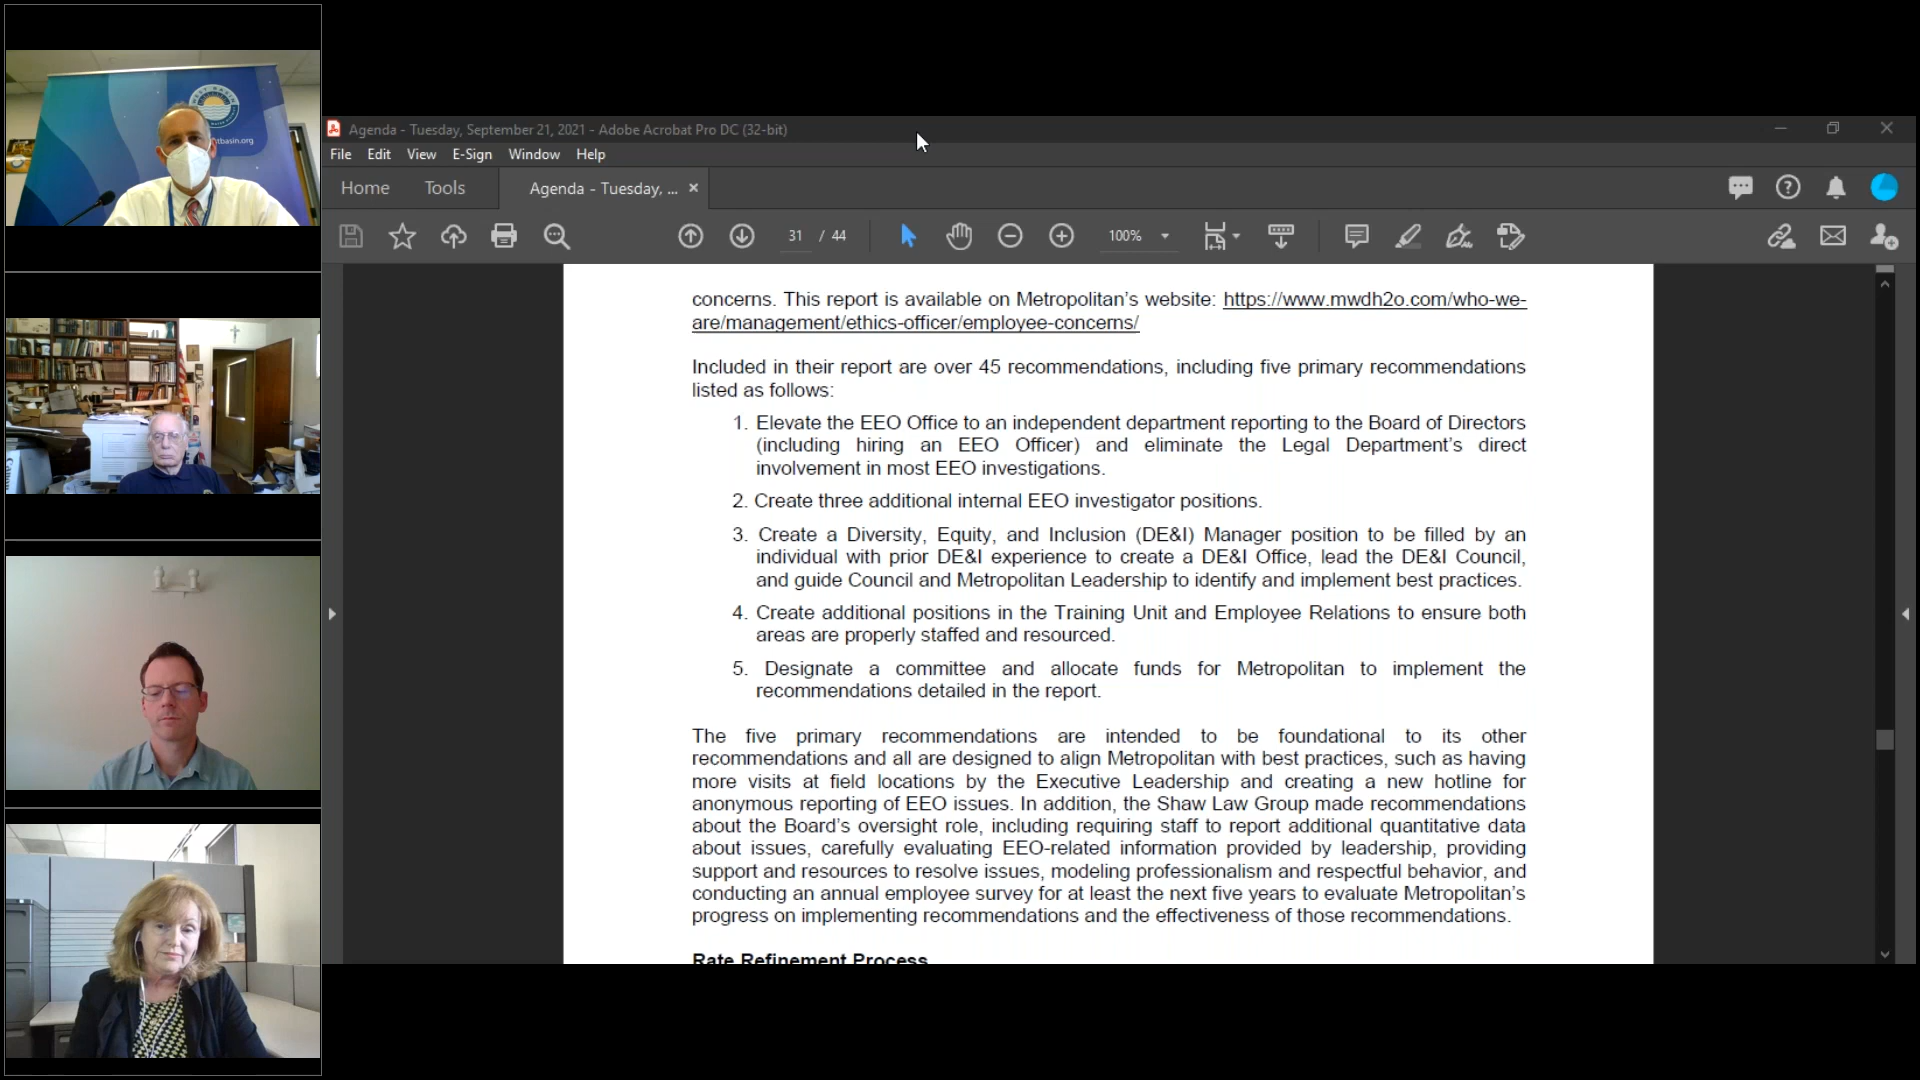 WEST BASIN
tbasin.org
Agenda - Tuesday, September 21, 2021 - Adobe Acrobat Pro DC (32-bit)
File Edit View E-Sign Window Help
Home Tools Agenda - Tuesday, ...
31 / 44 100%
concerns. This report is available on Metropolitan's website: https://www.mwdh2o.com/who-we-
are/management/ethics-officer/employee-concerns/
Included in their report are over 45 recommendations, including five primary recommendations
listed as follows:
1. Elevate the EEO Office to an independent department reporting to the Board of Directors
(including hiring an EEO Officer) and eliminate the Legal Department's direct
involvement in most EEO investigations.
2. Create three additional internal EEO investigator positions.
3. Create a Diversity, Equity, and Inclusion (DE&I) Manager position to be filled by an
individual with prior DE&I experience to create a DE&I Office, lead the DE&I Council,
and guide Council and Metropolitan Leadership to identify and implement best practices.
4. Create additional positions in the Training Unit and Employee Relations to ensure both
areas are properly staffed and resourced.
5. Designate a committee and allocate funds for Metropolitan to implement the
recommendations detailed in the report.
The five primary recommendations are intended to be foundational to its other
recommendations and all are designed to align Metropolitan with best practices, such as having
more visits at field locations by the Executive Leadership and creating a new hotline for
anonymous reporting of EEO issues. In addition, the Shaw Law Group made recommendations
about the Board's oversight role, including requiring staff to report additional quantitative data
about issues, carefully evaluating EEO-related information provided by leadership, providing
support and resources to resolve issues, modeling professionalism and respectful behavior, and
conducting an annual employee survey for at least the next five years to evaluate Metropolitan's
progress on implementing recommendations and the effectiveness of those recommendations.
Rate Refinement Process